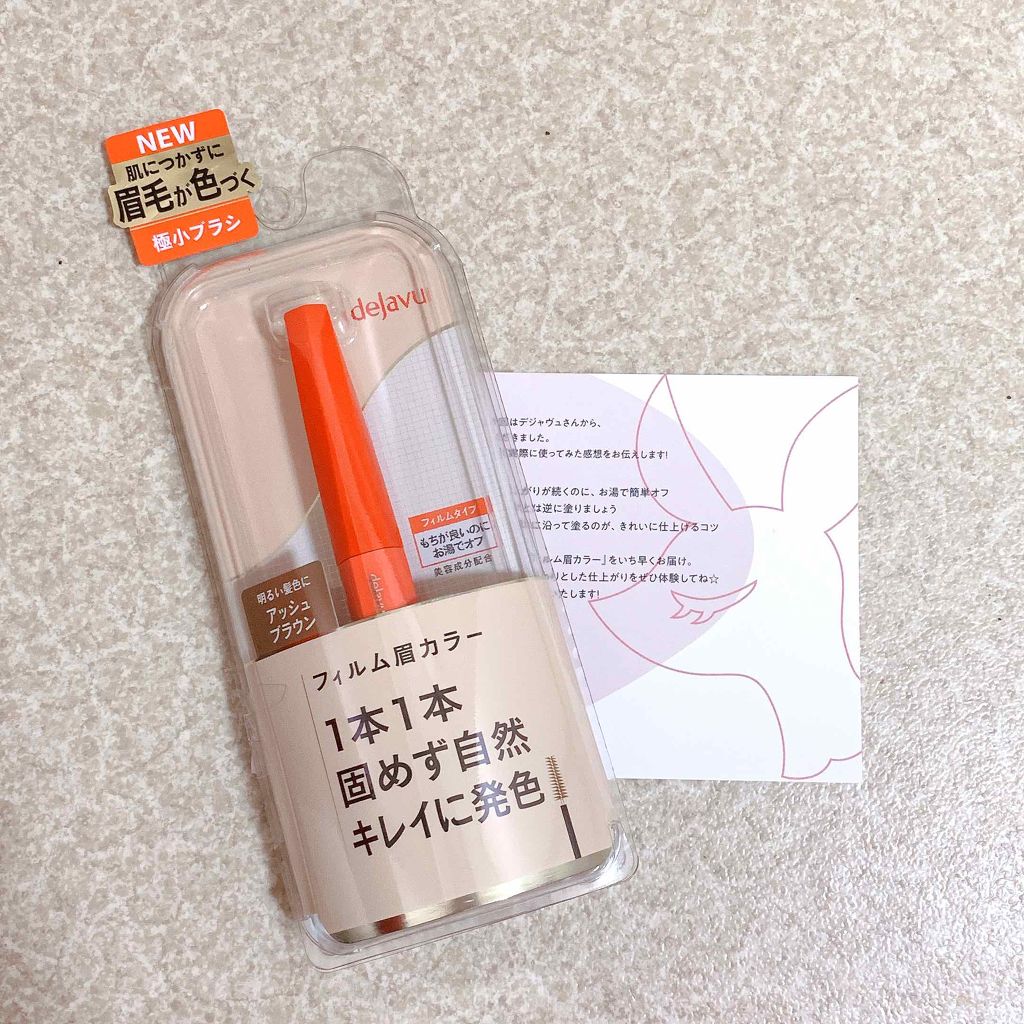 NEW
肌につかずに
眉毛が色づく
極小ブラシ
dejavu
フィルムタイプ
もちが良いのに
お湯でオフ
美容成分配合
明るい髪色に
アッシュ
ブラウン
フィルム眉カラー
1本1本
固めず自然
キレイに発色
はデジャヴュさんから、
きました。
際に使ってみた感想をお伝えします!
がりが続くのに、お湯で簡単オフ
とは逆に塗りましょう
に沿って塗るのが、きれいに仕上げるコツ
ルム眉カラー」をいち早くお届け。
りとした仕上がりをぜひ体験してね☆
たします!